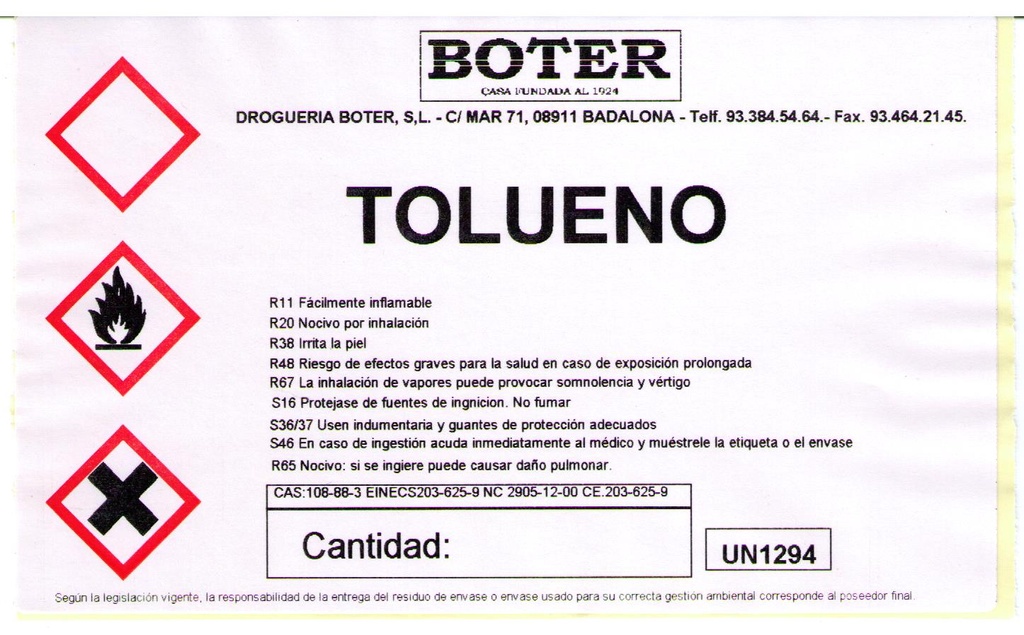 BOTER
CASA FUNDADA AL 1924
DROGUERIA BOTER, S,L. - C/ MAR 71, 08911 BADALONA - Telf. 93.384.54.64.- Fax. 93.464.21.45.
TOLUENO
R11 Fácilmente inflamable
R20 Nocivo por inhalación
R38 Irrita la piel
R48 Riesgo de efectos graves para la salud en caso de exposición prolongada
R67 La inhalación de vapores puede provocar somnolencia y vértigo
S16 Protejase de fuentes de ingnicion. No fumar
S36/37 Usen indumentaria y guantes de protección adecuados
S46 En caso de ingestión acuda inmediatamente al médico y muéstrele la etiqueta o el envase
R65 Nocivo: si se ingiere puede causar daño pulmonar.
CAS:108-88-3 EINECS203-625-9 NC 2905-12-00 CE.203-625-9
Cantidad:
UN1294
Según la legislación vigente, la responsabilidad de la entrega del residuo de envase o envase usado para su correcta gestión ambiental corresponde al poseedor final.